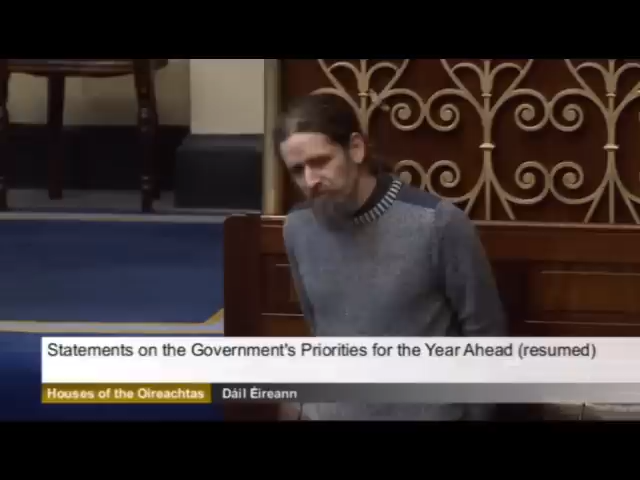 Statements on the Government's Priorities for the Year Ahead (resumed)
Houses of the Oireachtas Dáil Éireann